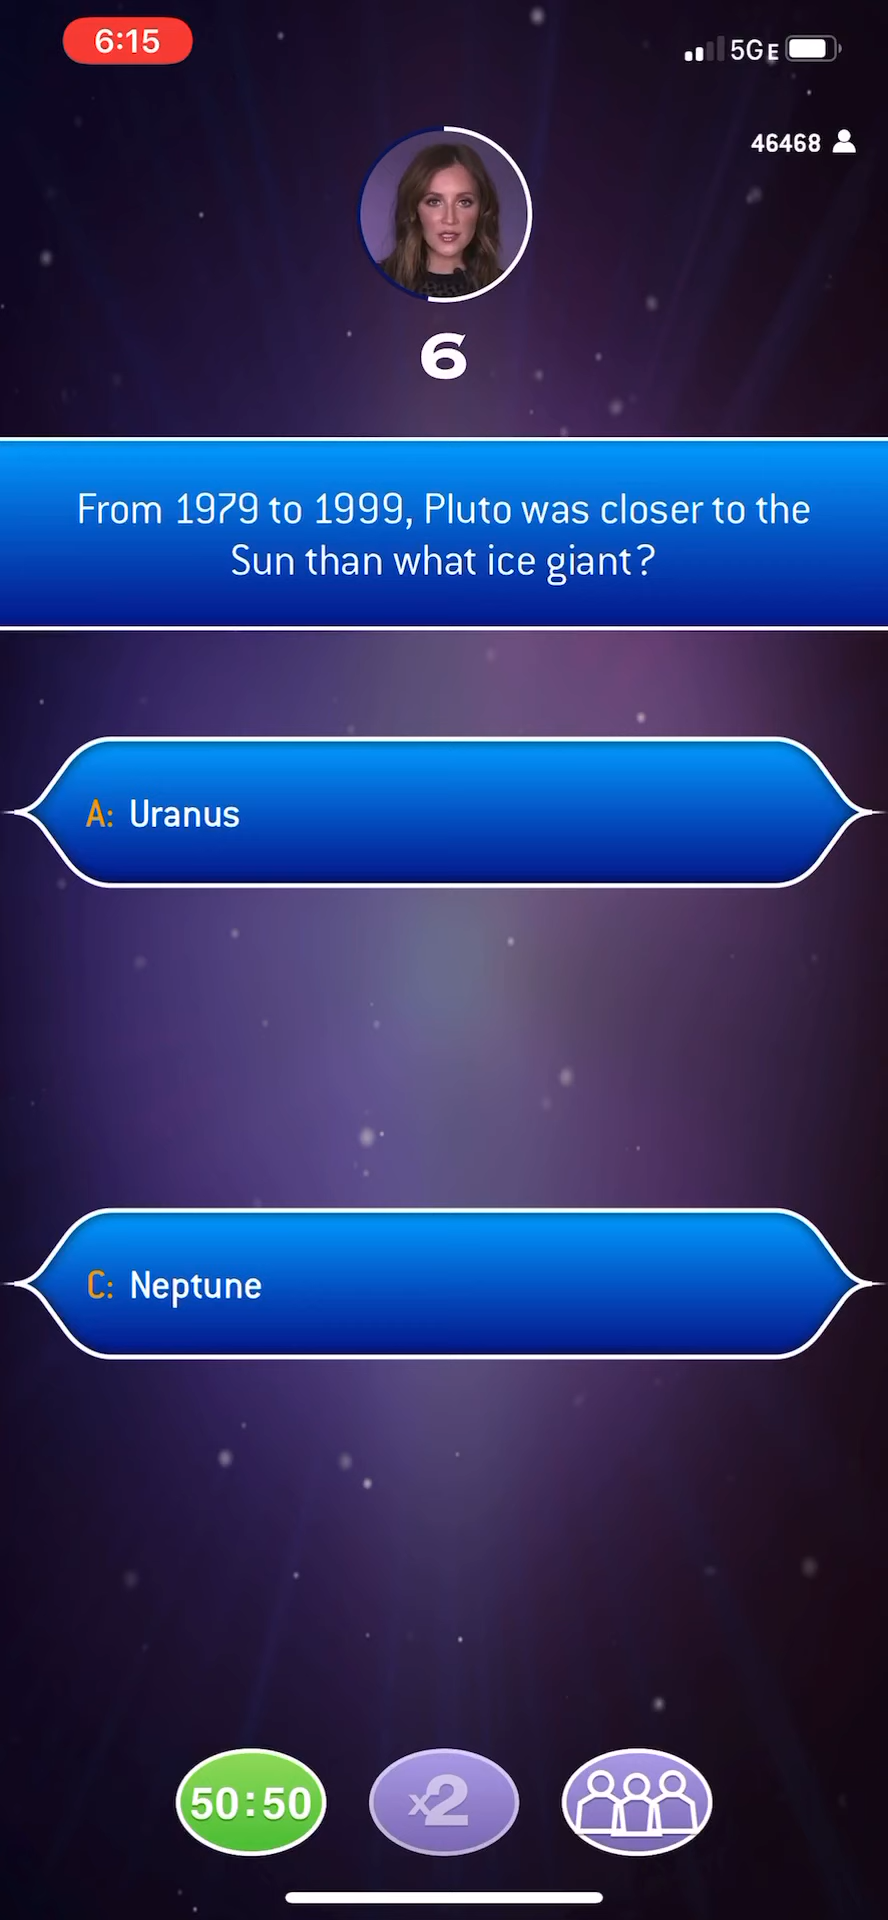 6:15
5GE
46468
6
From 1979 to 1999, Pluto was closer to the
Sun than what ice giant?
A: Uranus
C: Neptune
50:50
x2